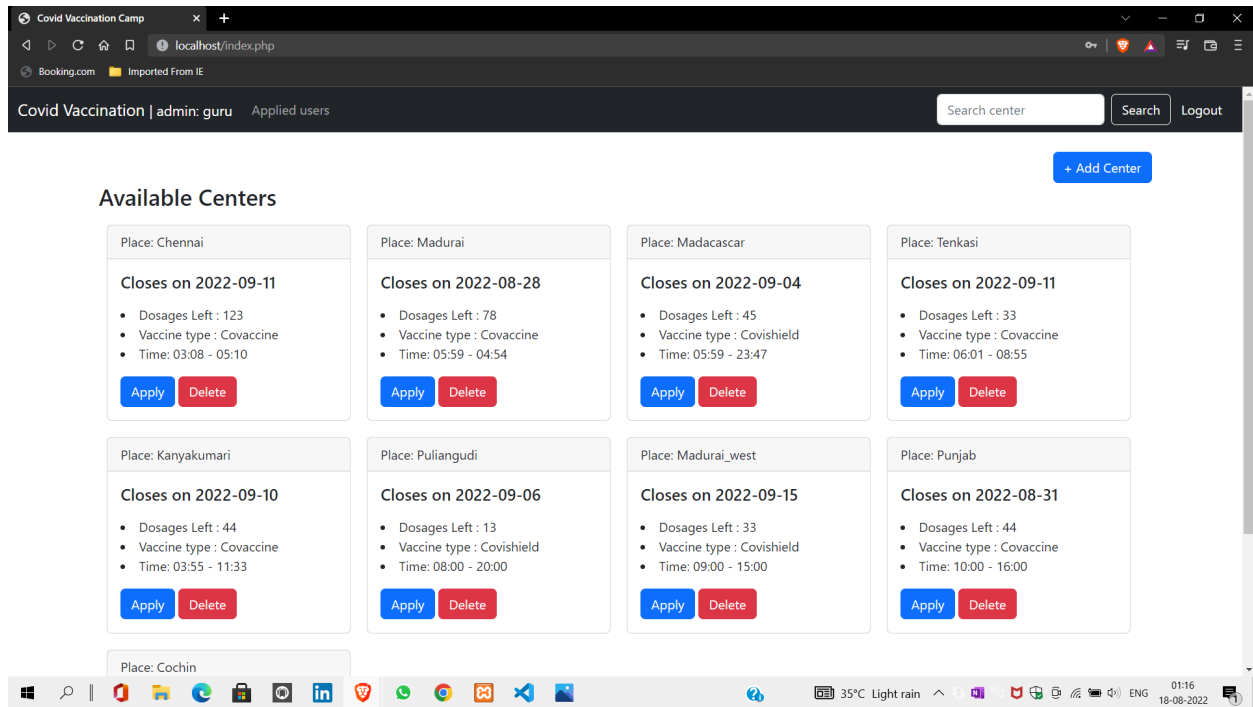 Covid Vaccination Camp
localhost/index.php
Booking.com Imported From IE
Covid Vaccination | admin: guru Applied users Search center Search Logout
+ Add Center
Available Centers
Place: Chennai
Closes on 2022-09-11
Dosages Left : 123
Vaccine type : Covaccine
Time: 03:08 - 05:10
Apply Delete
Place: Madurai
Closes on 2022-08-28
Dosages Left : 78
Vaccine type : Covaccine
Time: 05:59 - 04:54
Apply Delete
Place: Madacascar
Closes on 2022-09-04
Dosages Left : 45
Vaccine type : Covishield
Time: 05:59 - 23:47
Apply Delete
Place: Tenkasi
Closes on 2022-09-11
Dosages Left : 33
Vaccine type : Covaccine
Time: 06:01 - 08:55
Apply Delete
Place: Kanyakumari
Closes on 2022-09-10
Dosages Left : 44
Vaccine type : Covaccine
Time: 03:55 - 11:33
Apply Delete
Place: Puliangudi
Closes on 2022-09-06
Dosages Left : 13
Vaccine type : Covishield
Time: 08:00 - 20:00
Apply Delete
Place: Madurai_west
Closes on 2022-09-15
Dosages Left : 33
Vaccine type : Covishield
Time: 09:00 - 15:00
Apply Delete
Place: Punjab
Closes on 2022-08-31
Dosages Left : 44
Vaccine type : Covaccine
Time: 10:00 - 16:00
Apply Delete
Place: Cochin
35°C Light rain ENG
01:16
18-08-2022